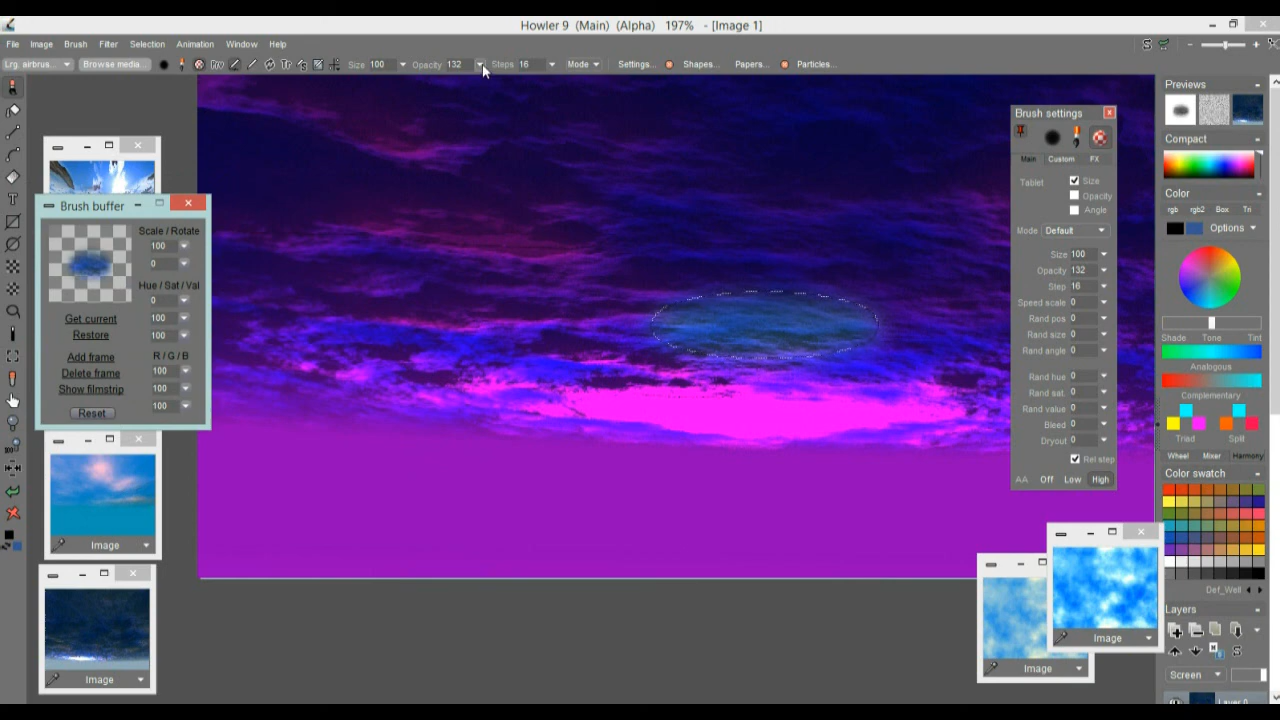 Howler 9 (Main) (Alpha) 197% - [Image 1]
File Image Brush Filter Selection Animation Window Help
Lrg. airbrus... Browse media... Size 100 Opacity 132 Steps 16 Mode Settings... Shapes... Papers... Particles...
Brush buffer
Scale / Rotate
100
0
Hue / Sat / Val
0
Get current 100
Restore 100
Add frame R / G / B
Delete frame 100
Show filmstrip 100
Reset 100
Image
Image
Brush settings
Main Custom FX
Tablet Size
Opacity
Angle
Mode Default
Size 100
Opacity 132
Step 16
Speed scale 0
Rand pos 0
Rand size 0
Rand angle 0
Rand hue 0
Rand sat. 0
Rand value 0
Bleed 0
Dryout 0
Rel step
AA Off Low High
Image
Image
Previews
Compact
Color
rgb rgb2 Box Tri
Options
Shade Tone Tint
Analogous
Complementary
Triad Split
Wheel Mixer Harmony
Color swatch
Def_Well
Layers
Screen
Layer 0